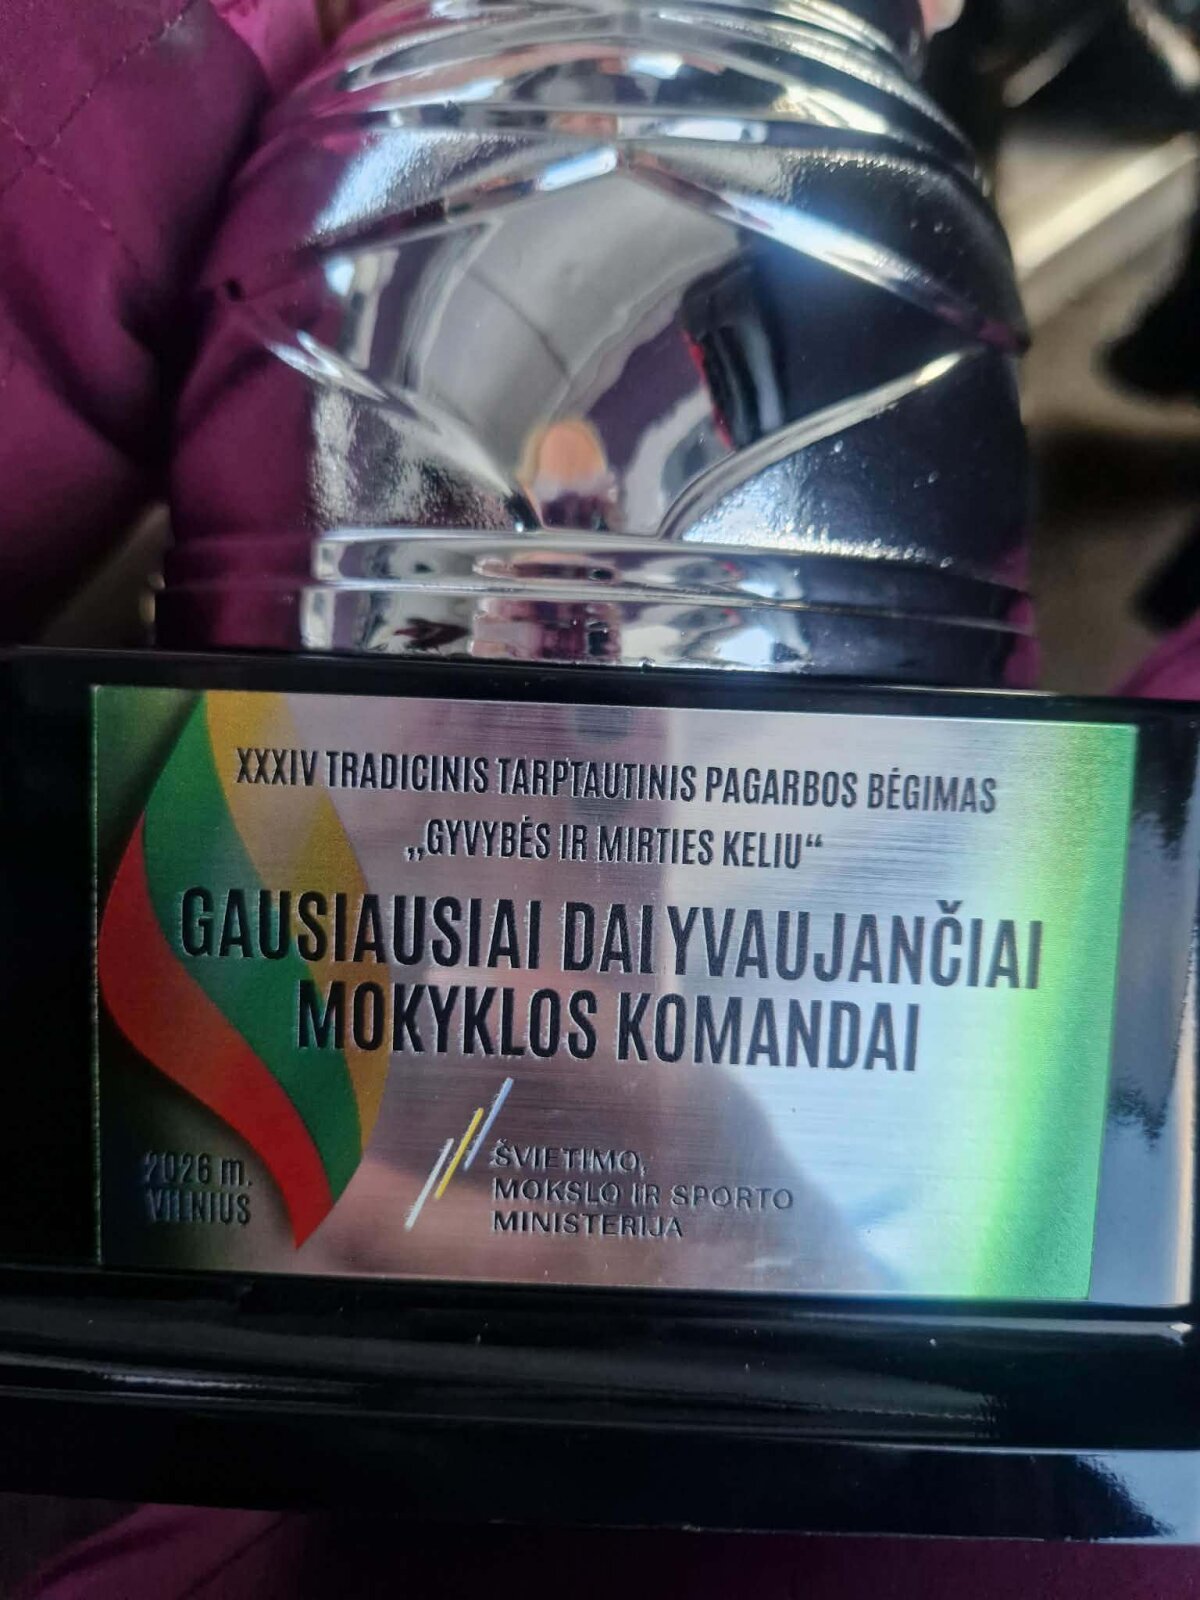 XXXIV TRADICINIS TARPTAUTINIS PAGARBOS BĖGIMAS
„GYVYBĖS IR MIRTIES KELIU“
GAUSIAUSIAI DALYVAUJANČIAI
MOKYKLOS KOMANDAI
2026 m.
VILNIUS
ŠVIETIMO,
MOKSLO IR SPORTO
MINISTERIJA